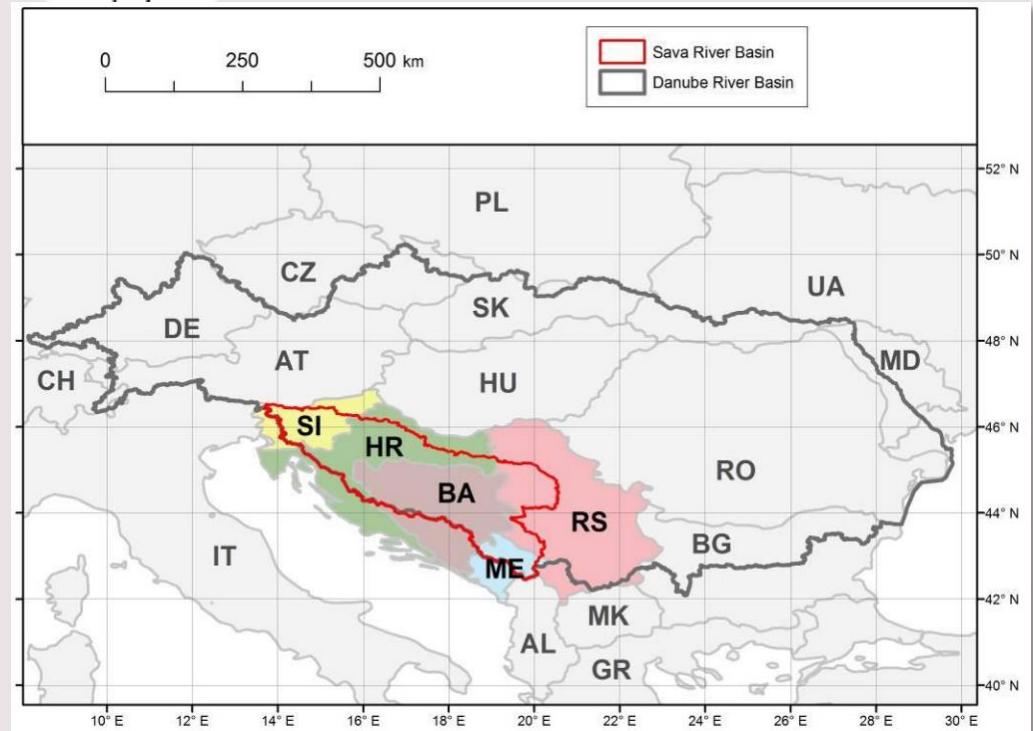 0 250 500 km
Sava River Basin
Danube River Basin
52° N
PL
50° N
CZ
UA
SK
DE
48° N
MD
AT
CH
HU
46° N
SI
HR
RO
BA
44° N
RS
BG
IT
ME
42° N
MK
AL
GR
40° N
10° E 12° E 14° E 16° E 18° E 20° E 22° E 24° E 26° E 28° E 30° E